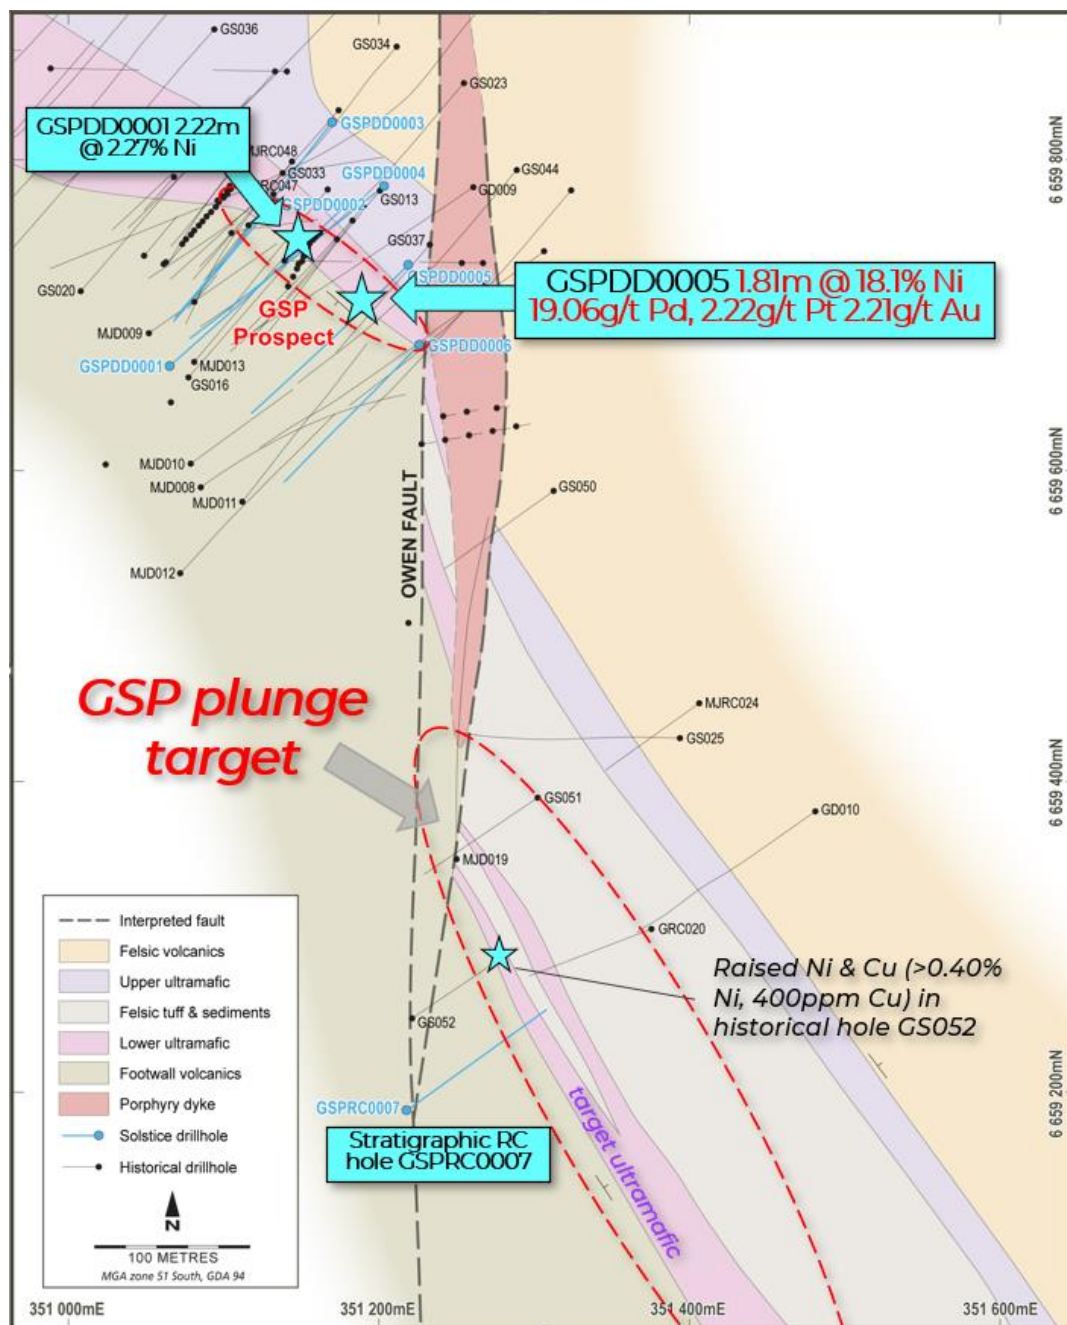 GS036
GS034
GS023
GSPDD0001 2.22m
@ 2.27% Ni
GSPDD0003
MJRC048
GS033
GSPDD0004
GS044
RC047
GD009
GS013
GSPDD0002
6 659 800mN
GS037
GSPDD0005
GS020
GSPDD0005 1.81m @ 18.1% Ni
19.06g/t Pd, 2.22g/t Pt 2.21g/t Au
GSP
Prospect
MJD009
GSPDD0006
GSPDD0001
MJD013
GS016
MJD010
MJD008
MJD011
GS050
6 659 600mN
OWEN FAULT
MJD012
GSP plunge
target
MJRC024
GS025
GS051
GD010
6 659 400mN
MJD019
GRC020
Raised Ni & Cu (>0.40%
Ni, 400ppm Cu) in
historical hole GS052
GS052
GSPRC0007
Stratigraphic RC
hole GSPRC0007
target ultramafic
6 659 200mN
Interpreted fault
Felsic volcanics
Upper ultramafic
Felsic tuff & sediments
Lower ultramafic
Footwall volcanics
Porphyry dyke
Solstice drillhole
Historical drillhole
N
100 METRES
MGA zone 51 South, GDA 94
351 000mE
351 200mE
351 400mE
351 600mE